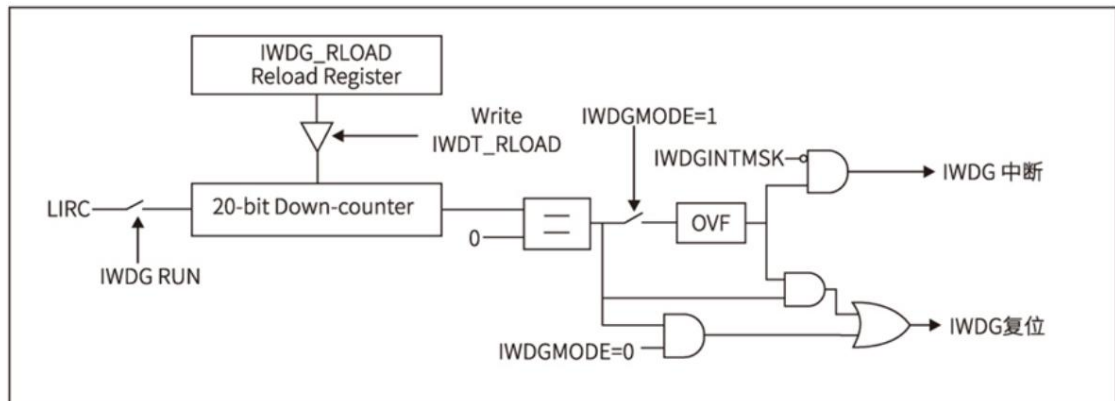 IWDG_RLOAD
Reload Register
Write
IWDT_RLOAD
IWDGMODE=1
IWDGINTMSK
IWDG 中断
LIRC
20-bit Down-counter
0
=
OVF
IWDG RUN
IWDGMODE=0
IWDG复位